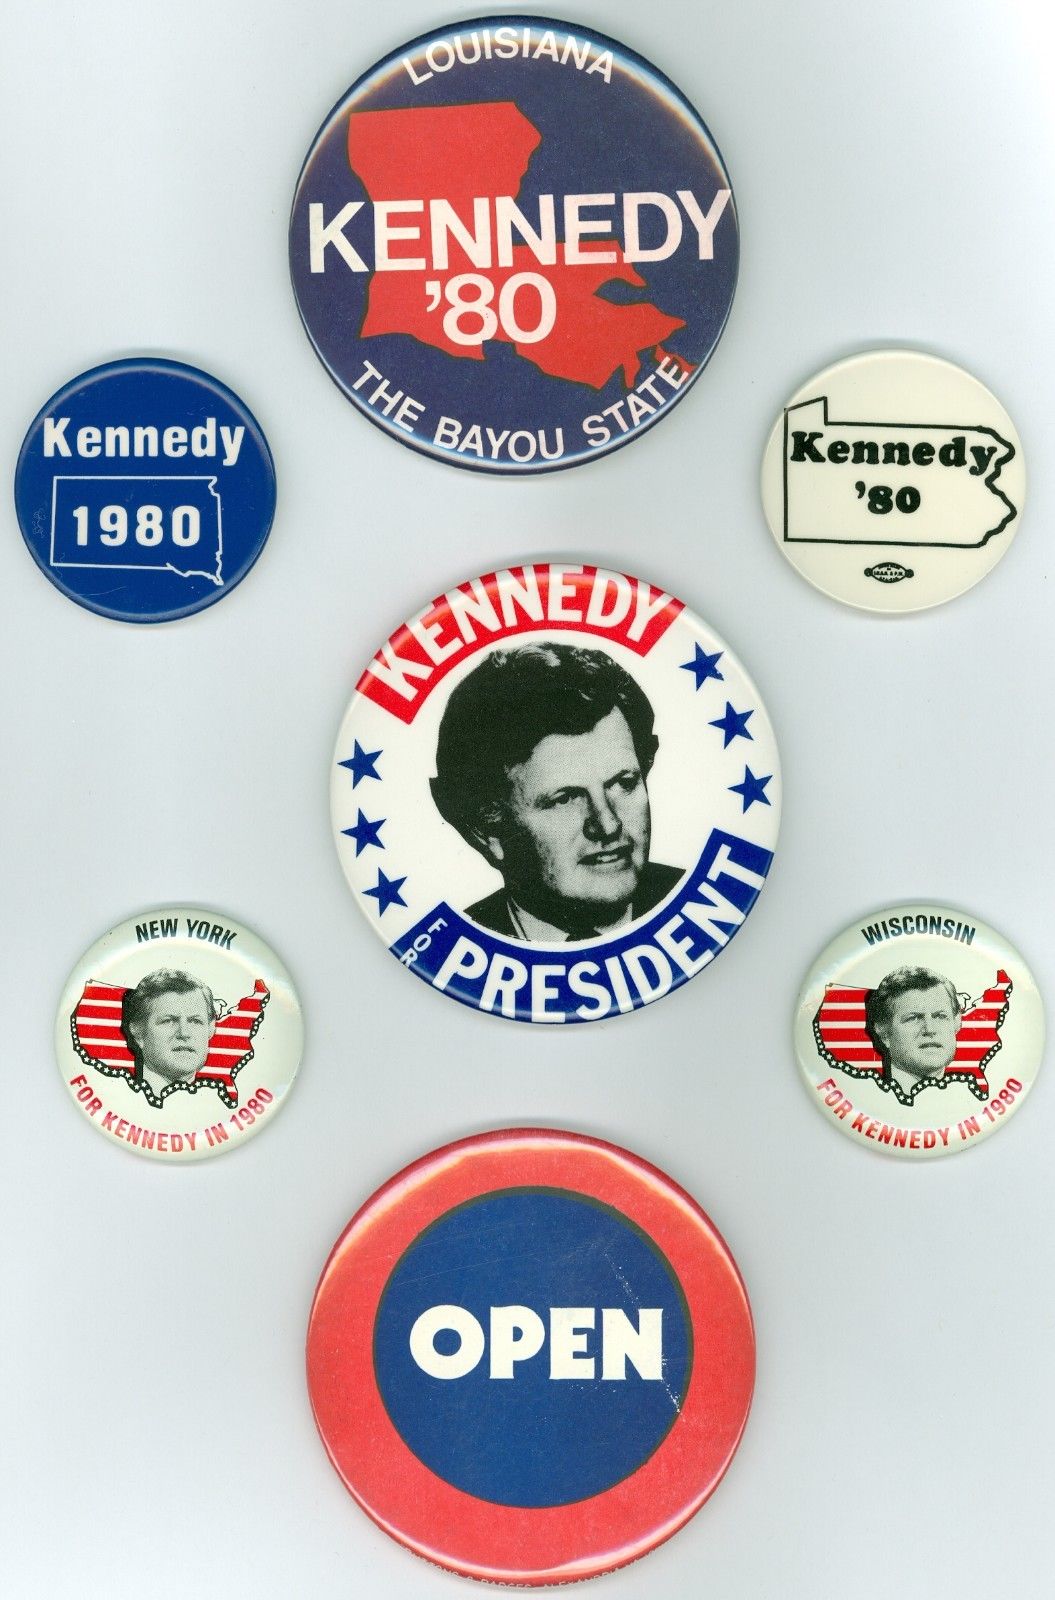 LOUISIANA
KENNEDY
'80
THE BAYOU STATE
Kennedy
1980
Kennedy
'80
KENNEDY
FOR
PRESIDENT
NEW YORK
FOR KENNEDY IN 1980
WISCONSIN
FOR KENNEDY IN 1980
OPEN